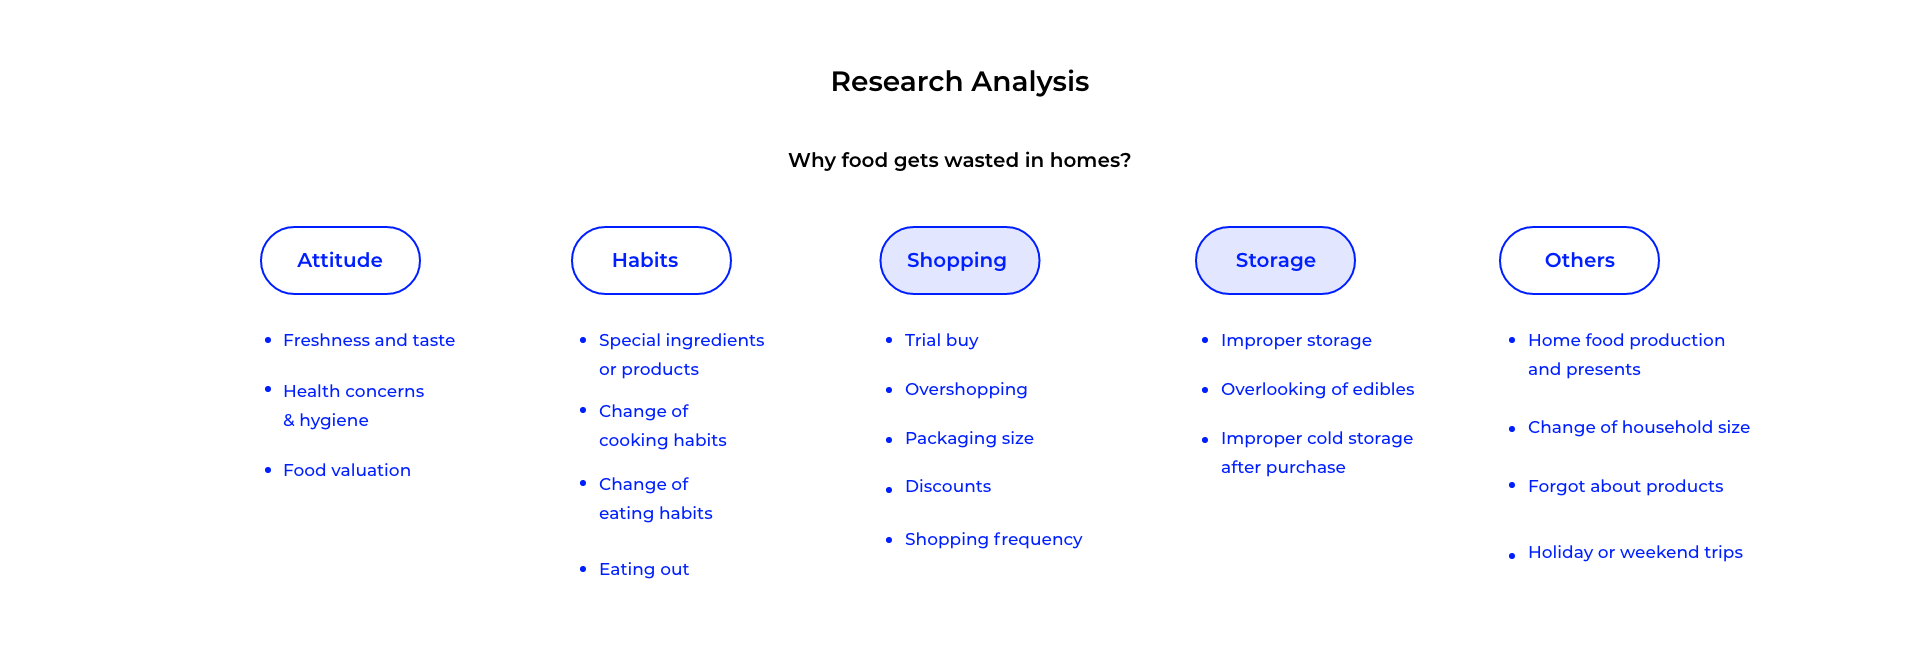 Research Analysis
Why food gets wasted in homes?
Attitude
Freshness and taste
Health concerns
& hygiene
Food valuation
Habits
Special ingredients
or products
Change of
cooking habits
Change of
eating habits
Eating out
Shopping
Trial buy
Overshopping
Packaging size
Discounts
Shopping frequency
Storage
Improper storage
Overlooking of edibles
Improper cold storage
after purchase
Others
Home food production
and presents
Change of household size
Forgot about products
Holiday or weekend trips